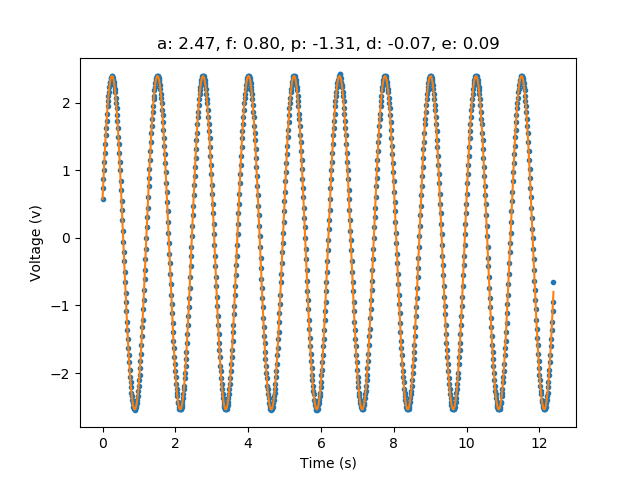 a: 2.47, f: 0.80, p: -1.31, d: -0.07, e: 0.09
2
1
0
−1
−2
Voltage (v)
0 2 4 6 8 10 12
Time (s)